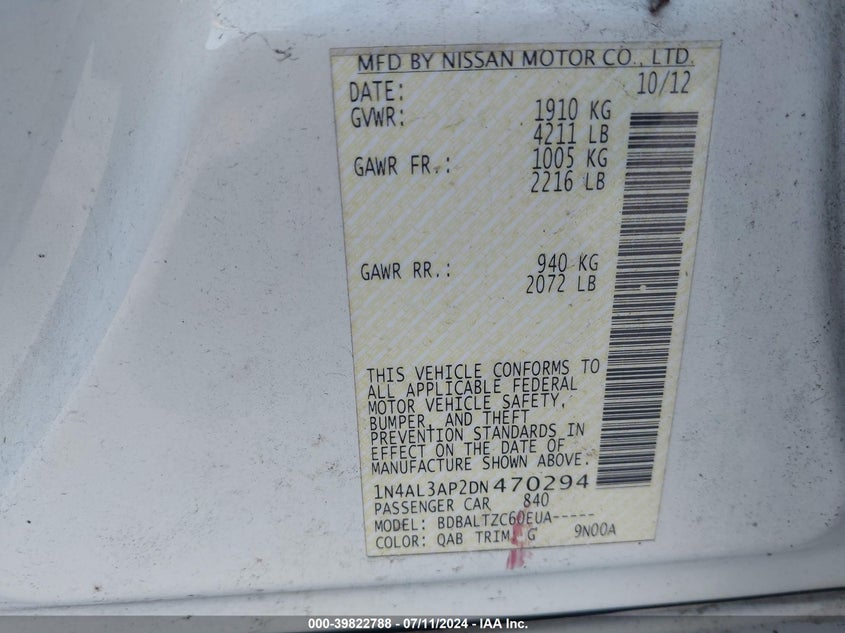 MFD BY NISSAN MOTOR CO., LTD.
DATE: 10/12
GVWR: 1910 KG
4211 LB
GAWR FR.: 1005 KG
2216 LB
GAWR RR.: 940 KG
2072 LB
THIS VEHICLE CONFORMS TO
ALL APPLICABLE FEDERAL
MOTOR VEHICLE SAFETY,
BUMPER, AND THEFT
PREVENTION STANDARDS IN
EFFECT ON THE DATE OF
MANUFACTURE SHOWN ABOVE.
1N4AL3AP2DN470294
PASSENGER CAR 840
MODEL: BDBALTZC60EUA-----
COLOR: QAB TRIM: G 9N00A
000-39822788 - 07/11/2024 - IAA Inc.